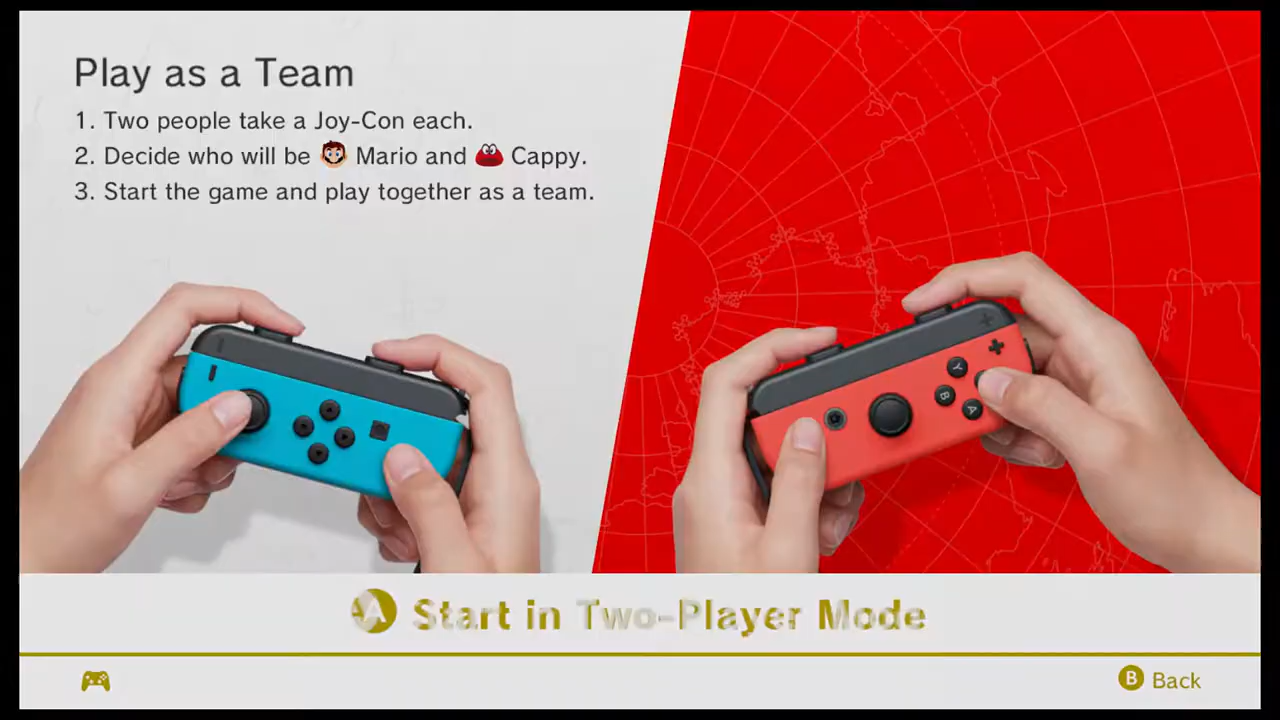 Play as a Team
1. Two people take a Joy-Con each.
2. Decide who will be Mario and Cappy.
3. Start the game and play together as a team.
Y
B
A
A Start in Two-Player Mode
B Back